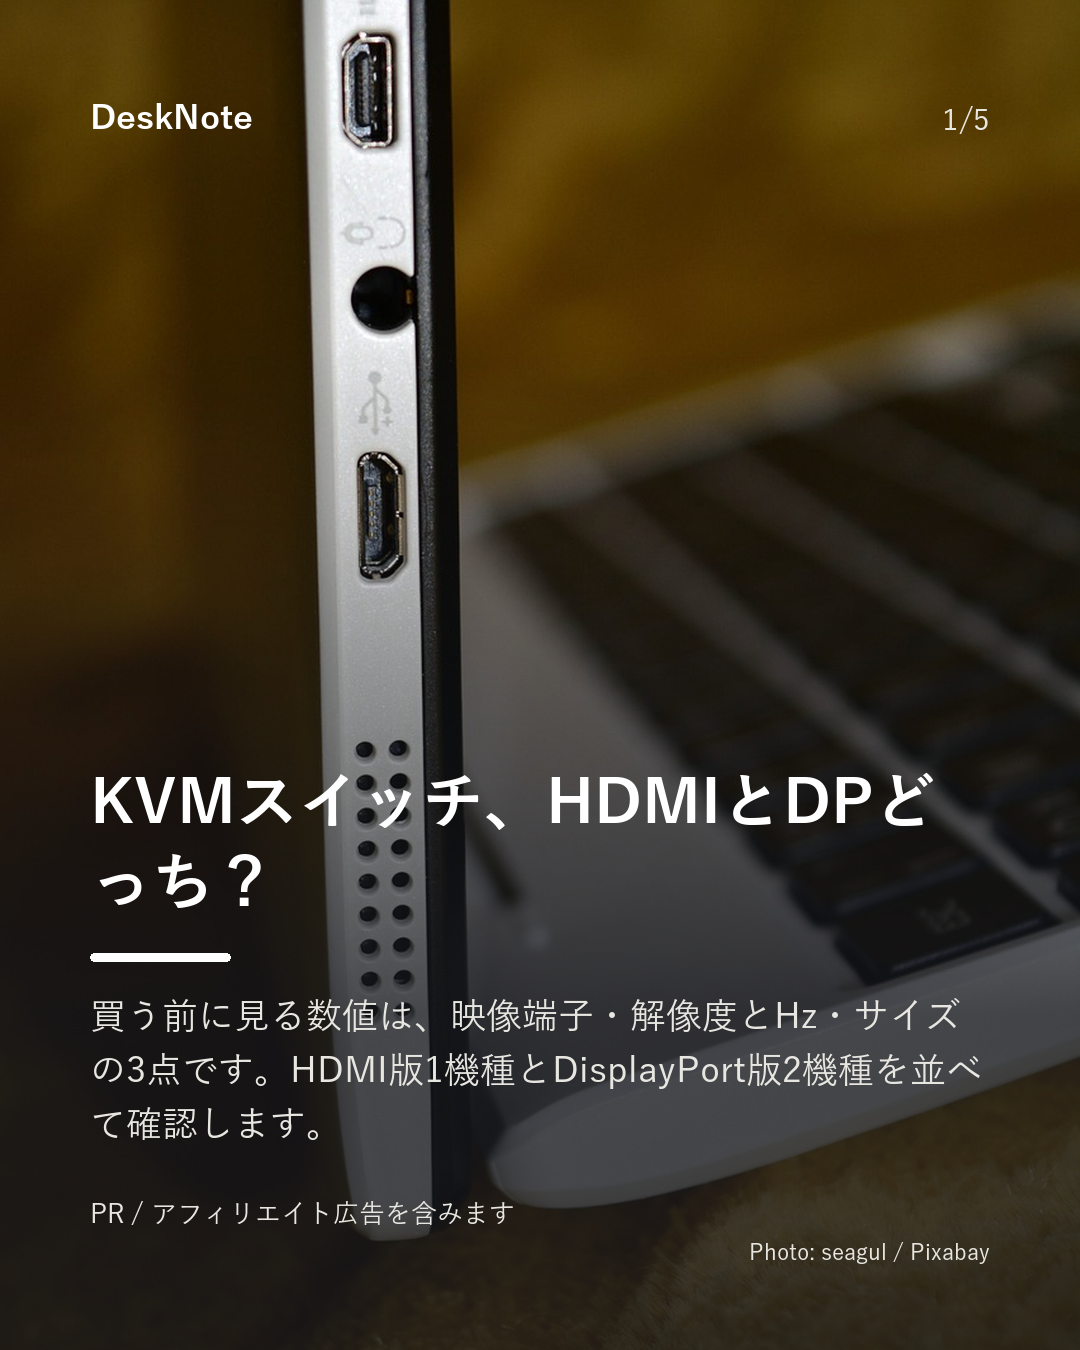 DeskNote
1/5
KVMスイッチ、HDMIとDPど
っち？
買う前に見る数値は、映像端子・解像度とHz・サイズ
の3点です。HDMI版1機種とDisplayPort版2機種を並べ
て確認します。
PR / アフィリエイト広告を含みます
Photo: seagul / Pixabay